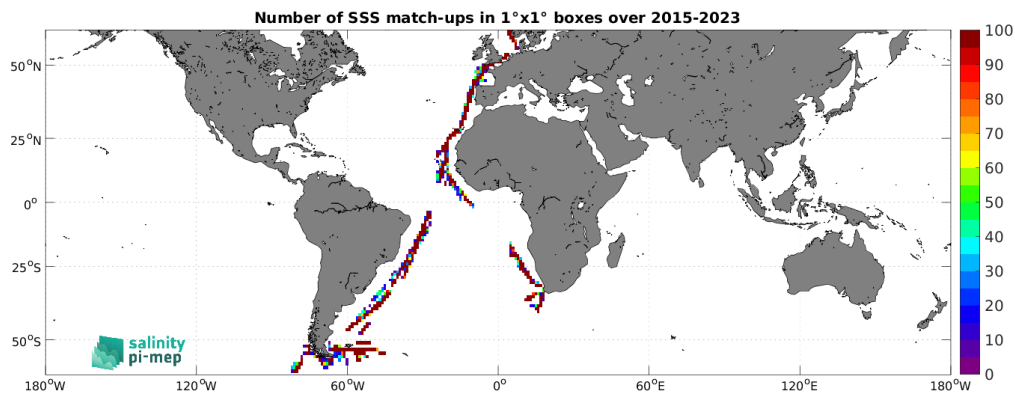 Number of SSS match-ups in 1°x1° boxes over 2015-2023
50°N
25°N
0°
25°S
50°S
180°W
120°W
60°W
0°
60°E
120°E
180°W
100
90
80
70
60
50
40
30
20
10
0
salinity
pi-mep